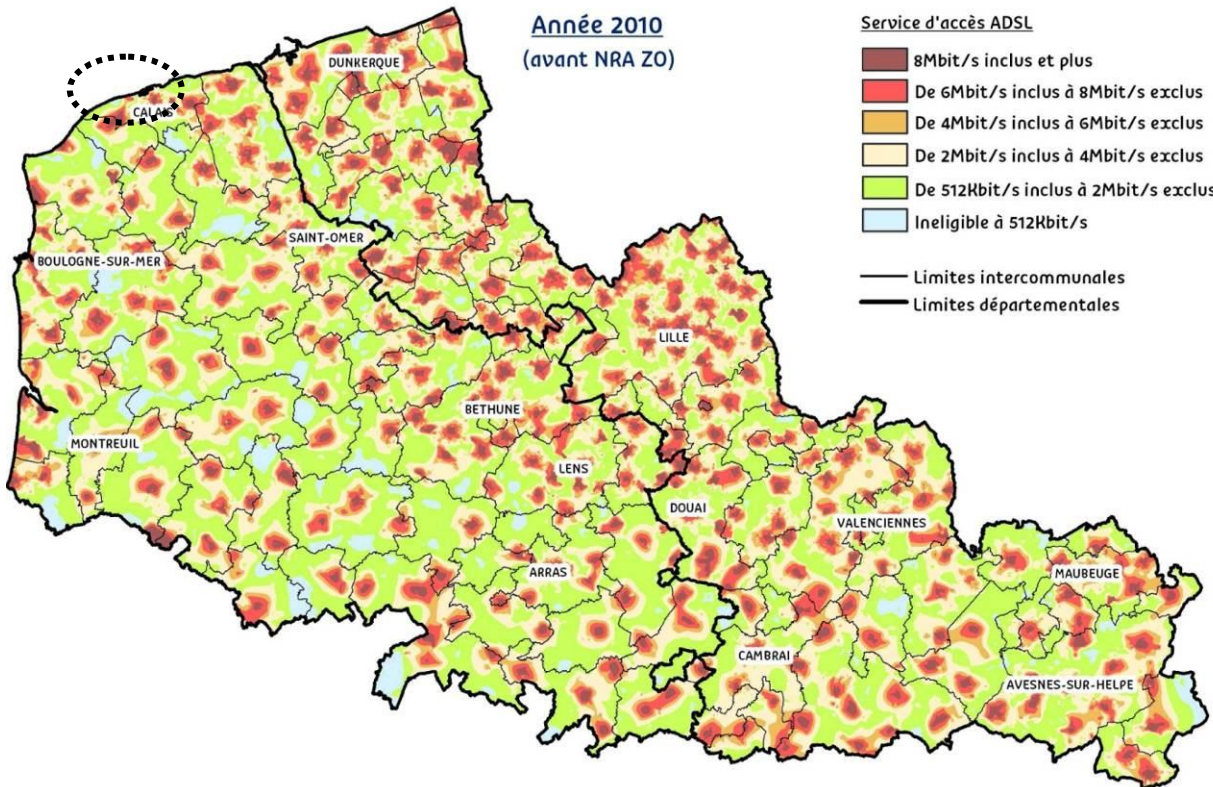 Année 2010
(avant NRA ZO)
Service d'accès ADSL
8Mbit/s inclus et plus
De 6Mbit/s inclus à 8Mbit/s exclus
De 4Mbit/s inclus à 6Mbit/s exclus
De 2Mbit/s inclus à 4Mbit/s exclus
De 512Kbit/s inclus à 2Mbit/s exclus
Ineligible à 512Kbit/s
Limites intercommunales
Limites départementales
DUNKERQUE
CALAIS
SAINT-OMER
BOULOGNE-SUR-MER
LILLE
BETHUNE
MONTREUIL
LENS
DOUAI
VALENCIENNES
ARRAS
MAUBEUGE
CAMBRAI
AVESNES-SUR-HELPE